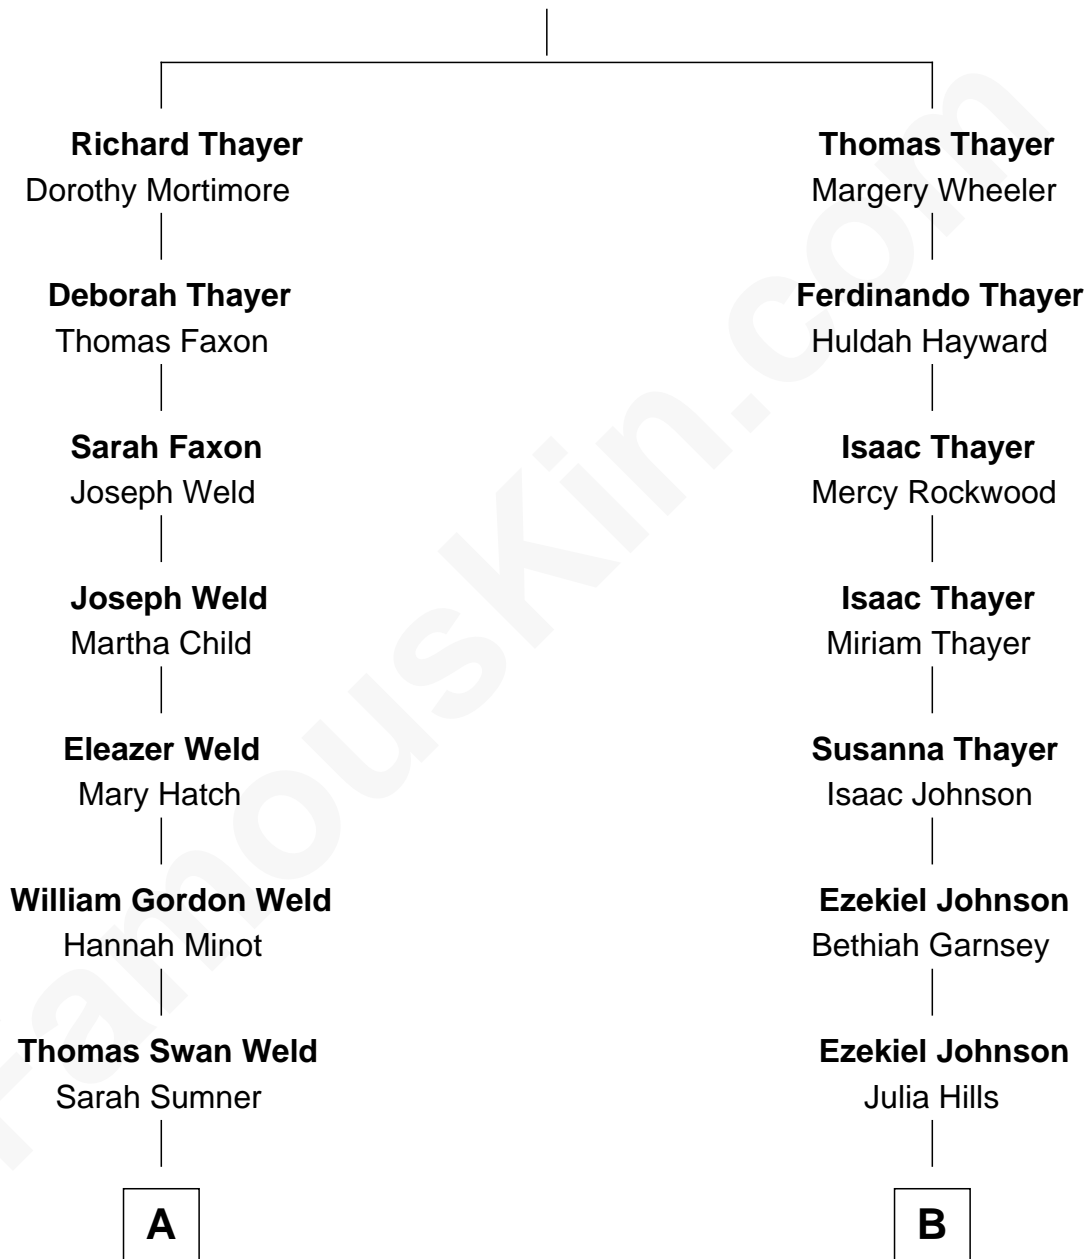 Richard Thayer
Dorothy Mortimore
Thomas Thayer
Margery Wheeler
Deborah Thayer
Thomas Faxon
Ferdinando Thayer
Huldah Hayward
Sarah Faxon
Joseph Weld
Isaac Thayer
Mercy Rockwood
Joseph Weld
Martha Child
Isaac Thayer
Miriam Thayer
Eleazer Weld
Mary Hatch
Susanna Thayer
Isaac Johnson
William Gordon Weld
Hannah Minot
Ezekiel Johnson
Bethiah Garnsey
Thomas Swan Weld
Sarah Sumner
Ezekiel Johnson
Julia Hills
A
B
FamousKin.com